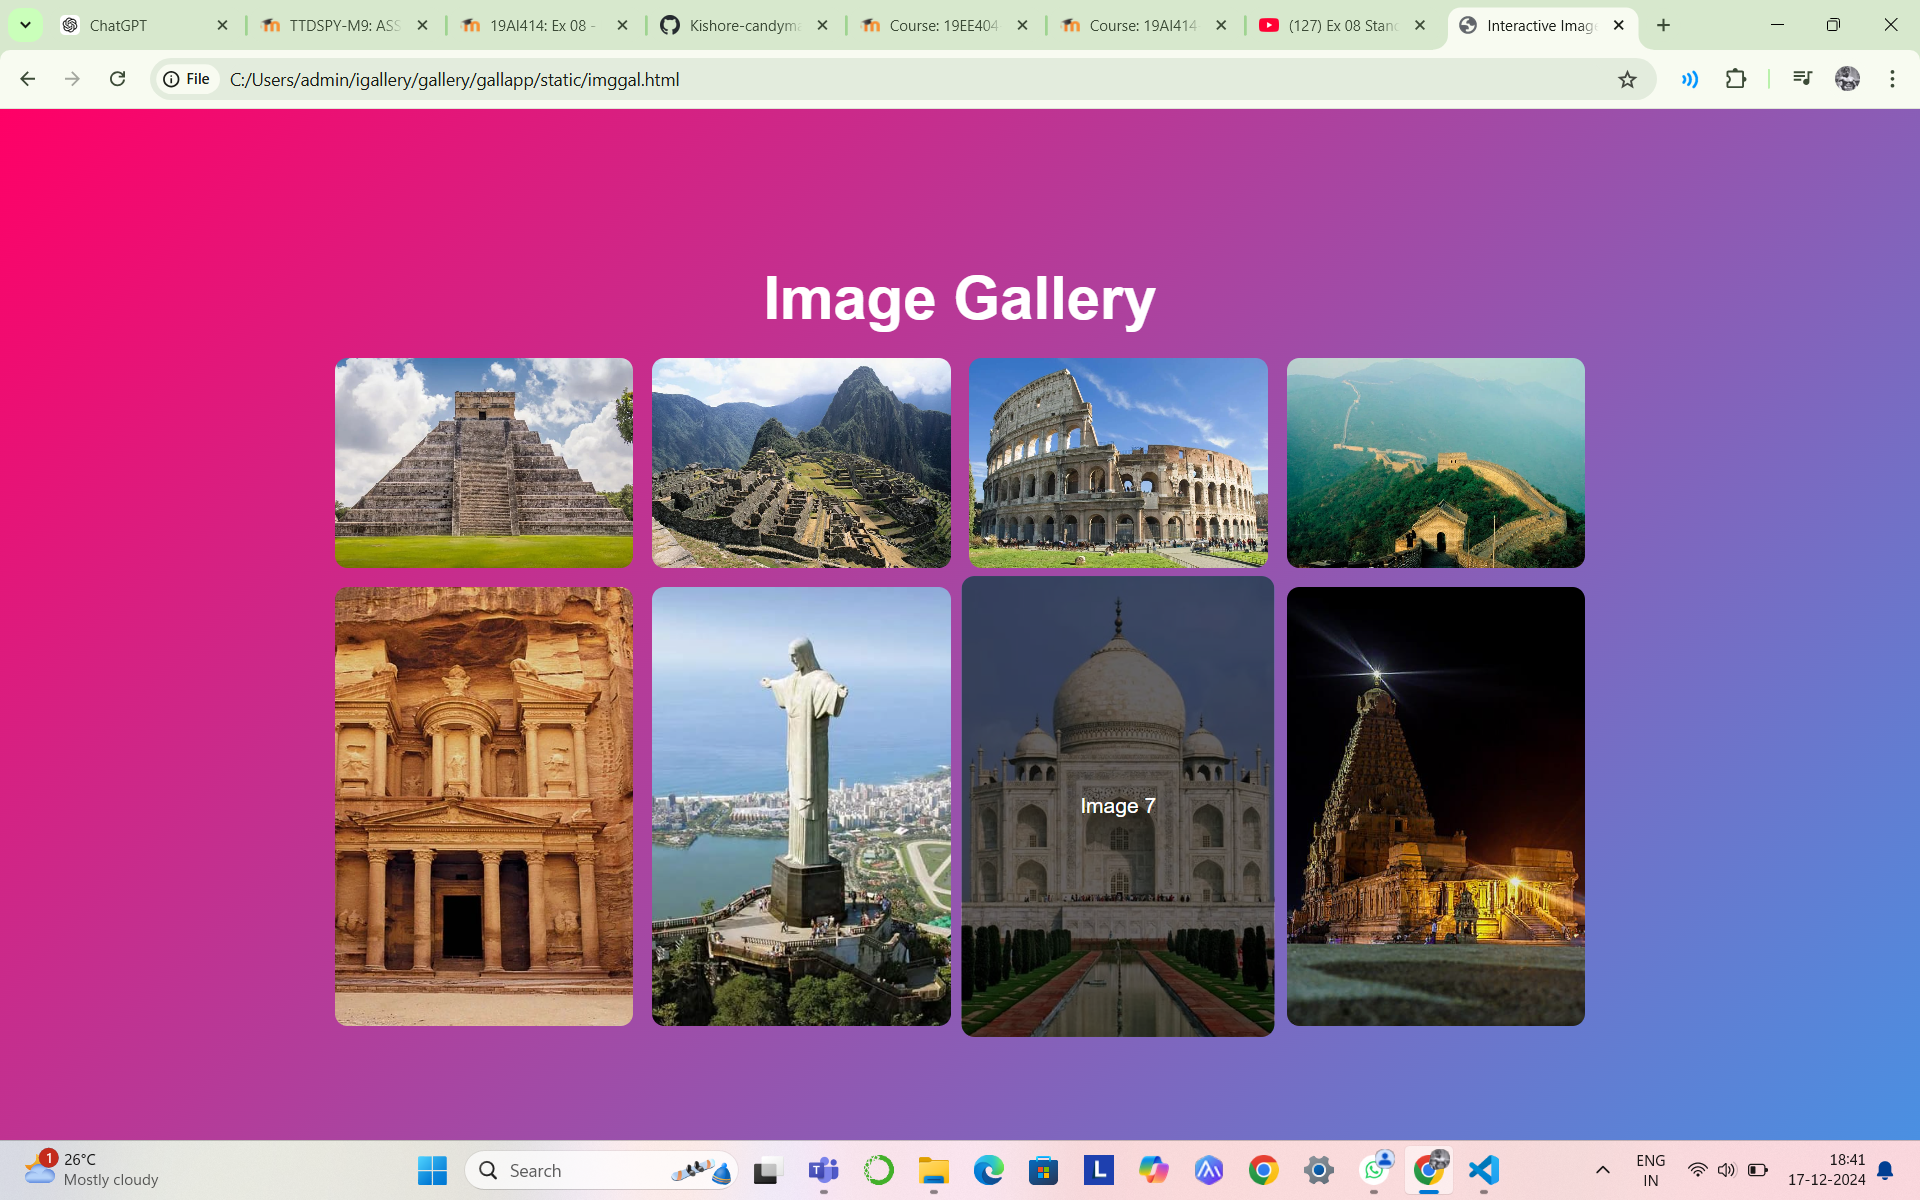 ChatGPT
TTDSPY-M9: ASS
19AI414: Ex 08 -
Kishore-candyma
Course: 19EE404
Course: 19AI414
(127) Ex 08 Stand
Interactive Image
File
C:/Users/admin/igallery/gallery/gallapp/static/imggal.html
Image Gallery
Image 7
1
26°C
Mostly cloudy
Search
L
ENG
IN
18:41
17-12-2024